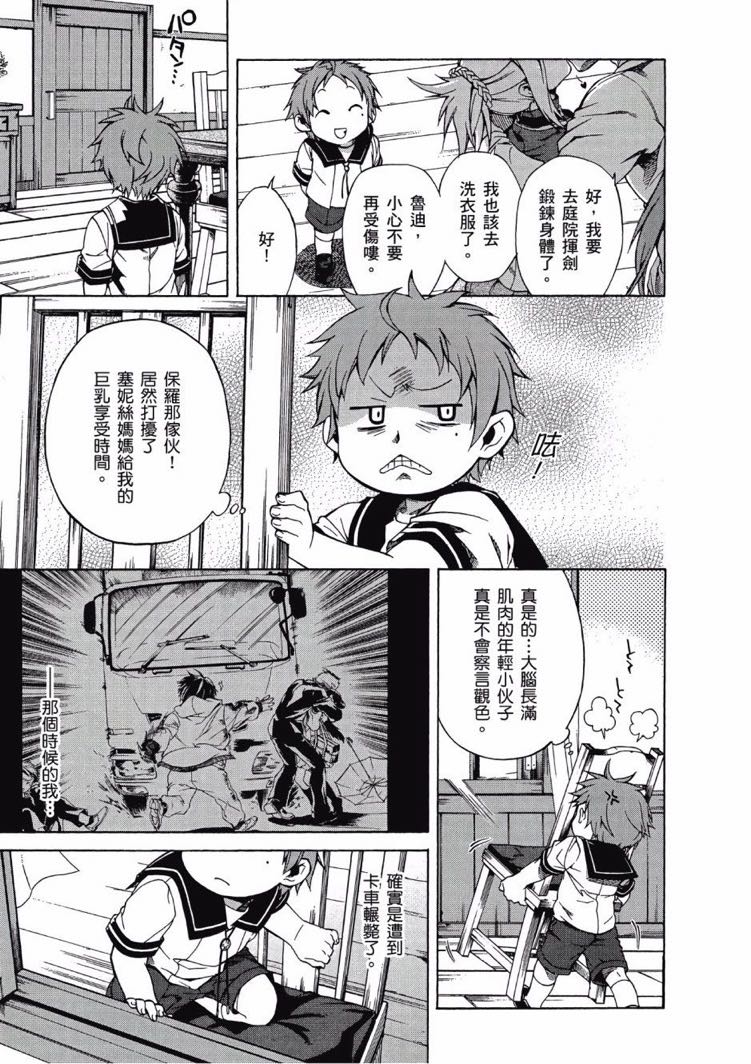 好，我要
去庭院揮劍
鍛鍊身體了。
我也該去
洗衣服了。
魯迪，
小心不要
再受傷嘍。
好！
パタン…
呿！
保羅那傢伙！
居然打擾了
塞妮絲媽媽給我的
巨乳享受時間。
真是的…大腦長滿
肌肉的年輕小伙子
真是不會察言觀色。
——那個時候的我…
確實是遭到
卡車輾斃了。